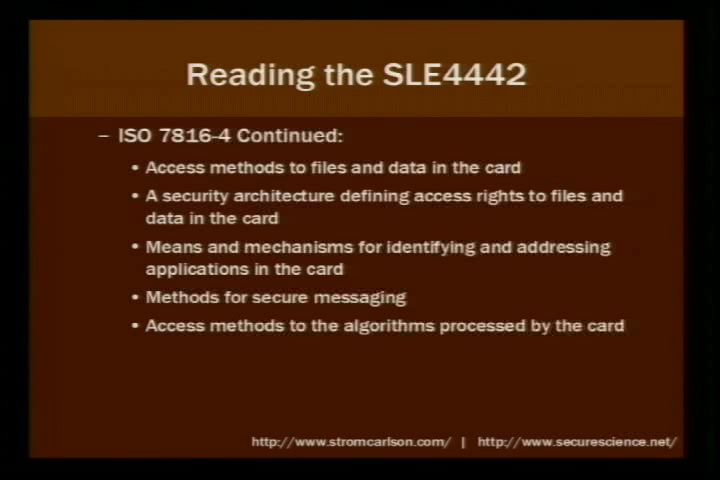 Reading the SLE4442
– ISO 7816-4 Continued:
• Access methods to files and data in the card
• A security architecture defining access rights to files and
data in the card
• Means and mechanisms for identifying and addressing
applications in the card
• Methods for secure messaging
• Access methods to the algorithms processed by the card
http://www.stromcarlson.com/ | http://www.securescience.net/